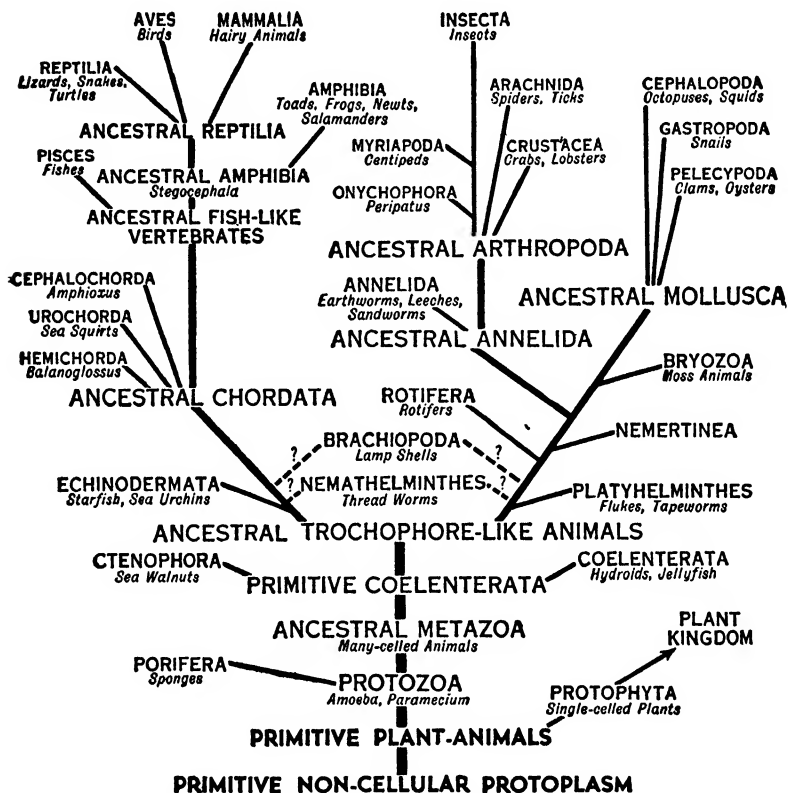 AVES
Birds
MAMMALIA
Hairy Animals
REPTILIA
Lizards, Snakes,
Turtles
AMPHIBIA
Toads, Frogs, Newts,
Salamanders
ANCESTRAL REPTILIA
PISCES
Fishes
ANCESTRAL AMPHIBIA
Stegocephala
ANCESTRAL FISH-LIKE
VERTEBRATES
CEPHALOCHORDA
Amphioxus
UROCHORDA
Sea Squirts
HEMICHORDA
Balanoglossus
ANCESTRAL CHORDATA
INSECTA
Insects
ARACHNIDA
Spiders, Ticks
MYRIAPODA
Centipeds
CRUSTACEA
Crabs, Lobsters
ONYCHOPHORA
Peripatus
ANCESTRAL ARTHROPODA
ANNELIDA
Earthworms, Leeches,
Sandworms
ANCESTRAL ANNELIDA
CEPHALOPODA
Octopuses, Squids
GASTROPODA
Snails
PELECYPODA
Clams, Oysters
ANCESTRAL MOLLUSCA
BRYOZOA
Moss Animals
ROTIFERA
Rotifers
NEMERTINEA
? BRACHIOPODA ?
Lamp Shells
ECHINODERMATA
Starfish, Sea Urchins
? NEMATHELMINTHES ?
Thread Worms
PLATYHELMINTHES
Flukes, Tapeworms
ANCESTRAL TROCHOPHORE-LIKE ANIMALS
CTENOPHORA
Sea Walnuts
PRIMITIVE COELENTERATA
COELENTERATA
Hydroids, Jellyfish
ANCESTRAL METAZOA
Many-celled Animals
PLANT
KINGDOM
PORIFERA
Sponges
PROTOZOA
Amoeba, Paramecium
PROTOPHYTA
Single-celled Plants
PRIMITIVE PLANT-ANIMALS
PRIMITIVE NON-CELLULAR PROTOPLASM